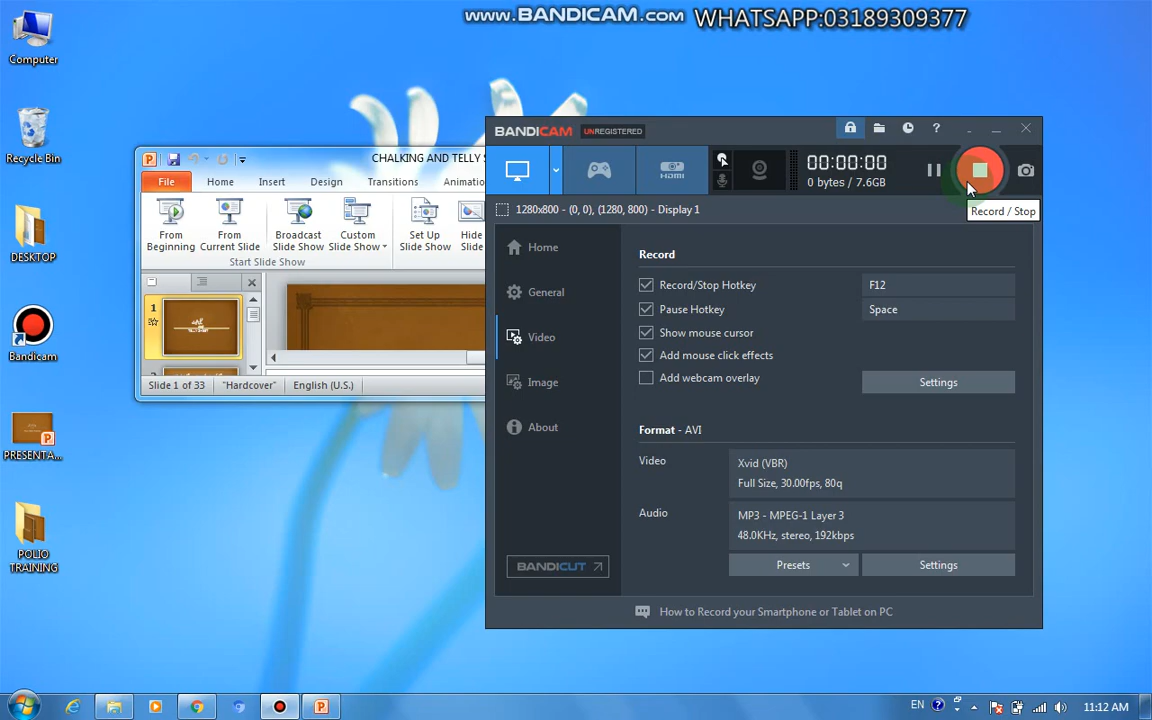 www.BANDICAM.com
WHATSAPP:03189309377
Computer
Recycle Bin
DESKTOP
Bandicam
PRESENTA...
POLIO
TRAINING
CHALKING AND TELLY S
File
Home
Insert
Design
Transitions
Animation
From
Beginning
From
Current Slide
Broadcast
Slide Show
Custom
Slide Show
Set Up
Slide Show
Hide
Slide
Start Slide Show
1
Slide 1 of 33
"Hardcover"
English (U.S.)
BANDICAM
UNREGISTERED
HDMI
00:00:00
0 bytes / 7.6GB
1280x800 - (0, 0), (1280, 800) - Display 1
Record / Stop
Home
General
Video
Image
About
BANDICUT
Record
Record/Stop Hotkey
F12
Pause Hotkey
Space
Show mouse cursor
Add mouse click effects
Add webcam overlay
Settings
Format - AVI
Video
Xvid (VBR)
Full Size, 30.00fps, 80q
Audio
MP3 - MPEG-1 Layer 3
48.0KHz, stereo, 192kbps
Presets
Settings
How to Record your Smartphone or Tablet on PC
EN
11:12 AM